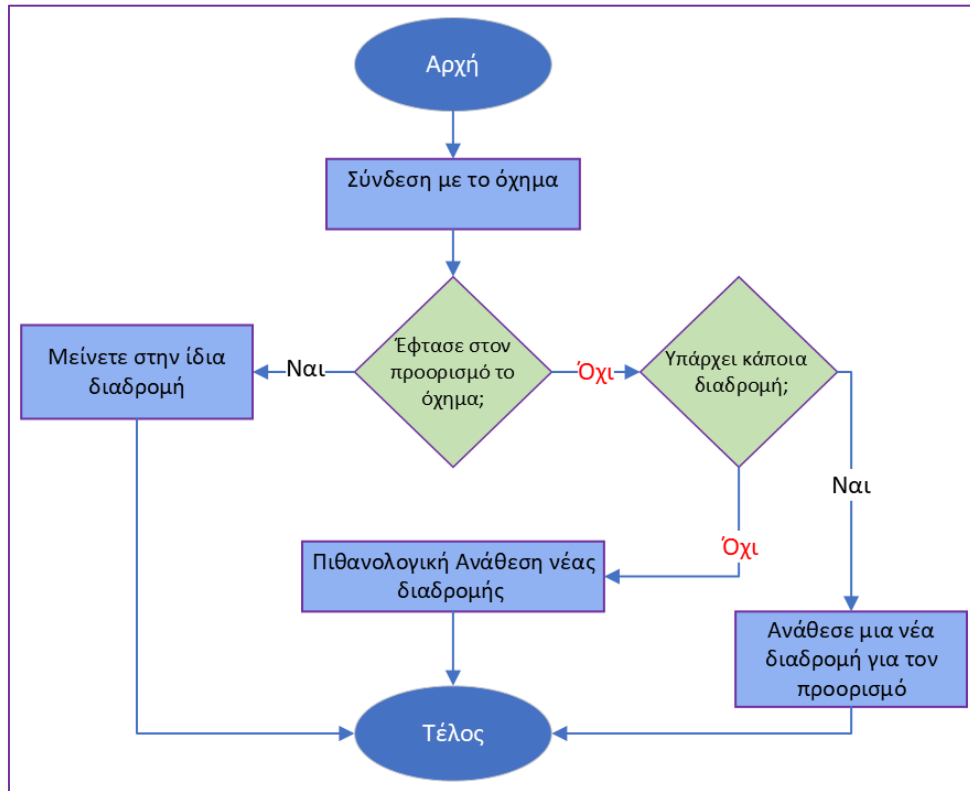 Αρχή
Σύνδεση με το όχημα
Έφτασε στον
προορισμό το
όχημα;
Ναι
Μείνετε στην ίδια
διαδρομή
Όχι
Υπάρχει κάποια
διαδρομή;
Ναι
Όχι
Πιθανολογική Ανάθεση νέας
διαδρομής
Ανάθεσε μια νέα
διαδρομή για τον
προορισμό
Τέλος